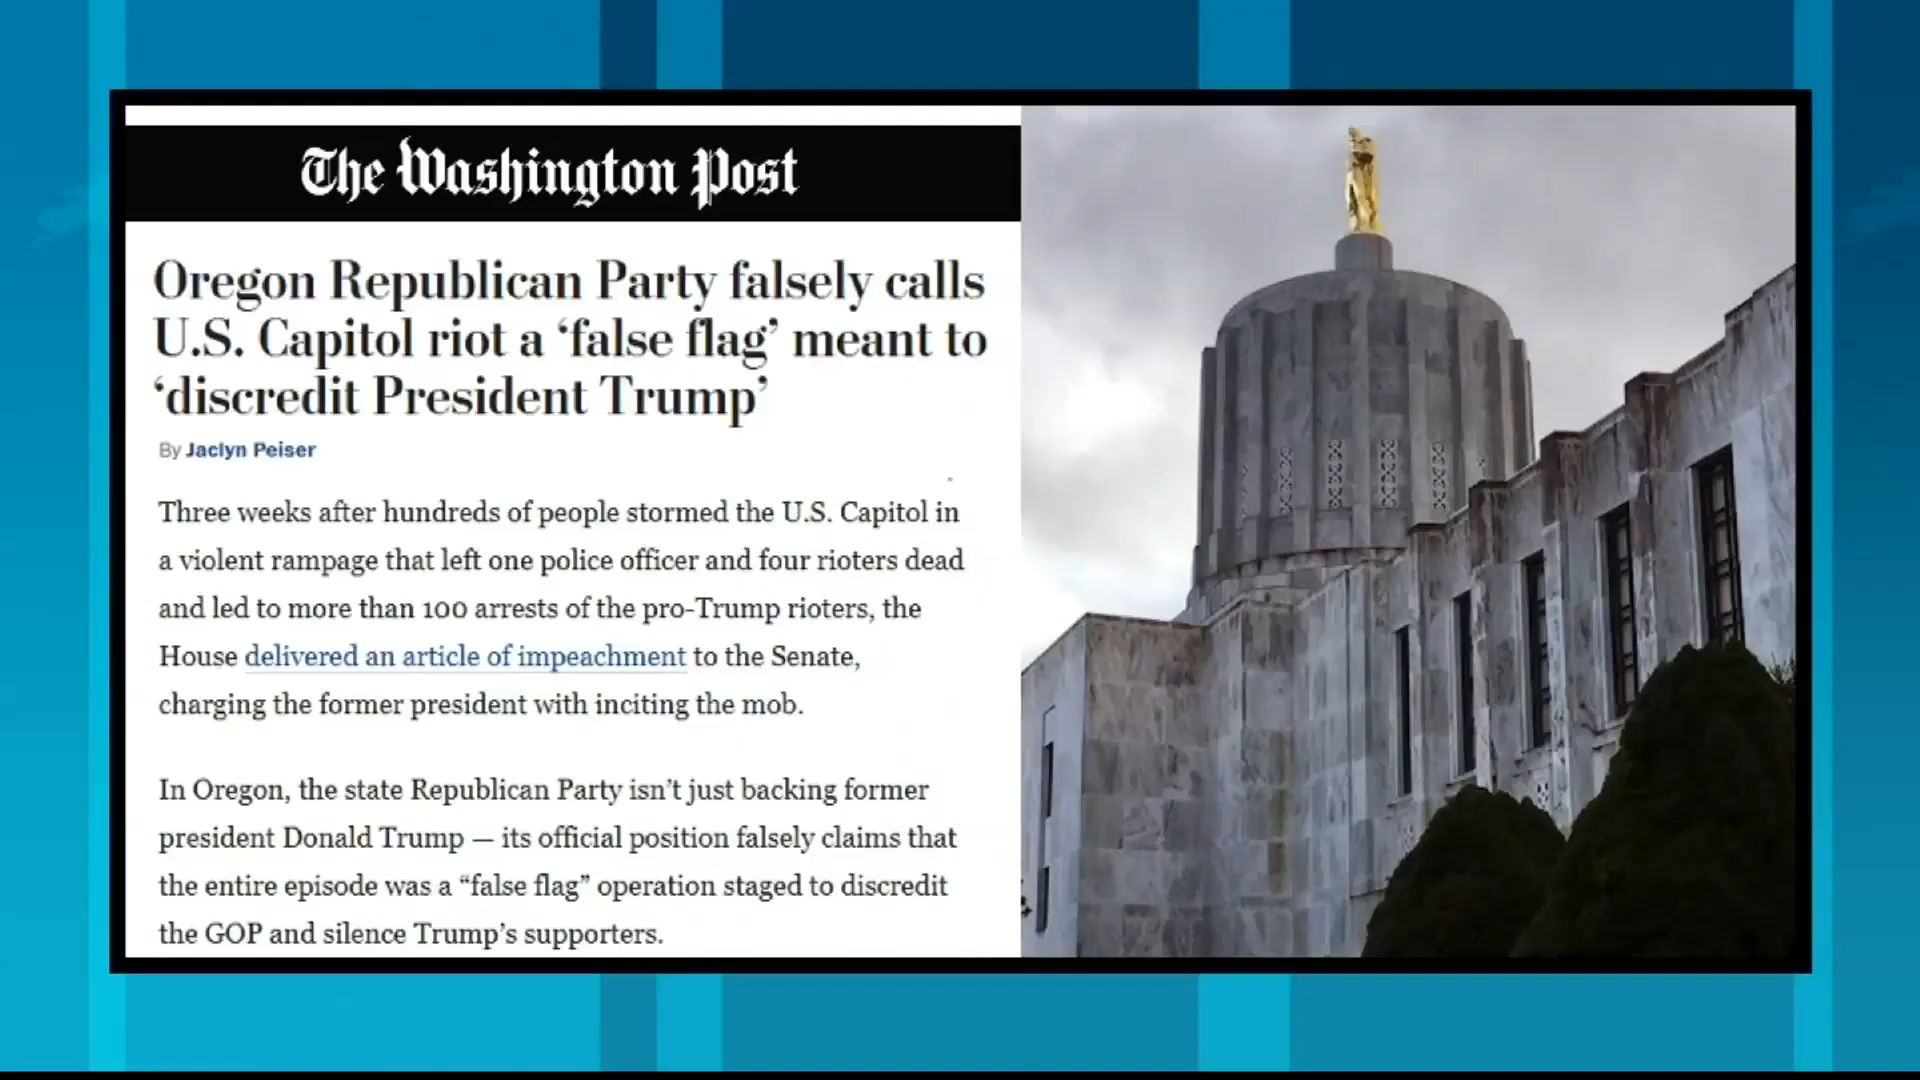 The Washington Post
Oregon Republican Party falsely calls
U.S. Capitol riot a ‘false flag’ meant to
‘discredit President Trump’
By Jaclyn Peiser
Three weeks after hundreds of people stormed the U.S. Capitol in
a violent rampage that left one police officer and four rioters dead
and led to more than 100 arrests of the pro-Trump rioters, the
House delivered an article of impeachment to the Senate,
charging the former president with inciting the mob.
In Oregon, the state Republican Party isn’t just backing former
president Donald Trump — its official position falsely claims that
the entire episode was a “false flag” operation staged to discredit
the GOP and silence Trump’s supporters.